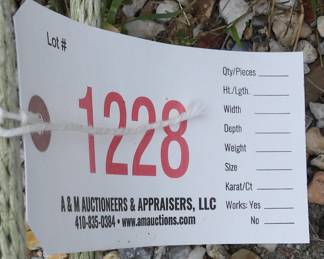 Lot #
1228
A & M AUCTIONEERS & APPRAISERS, LLC
410-835-0384 • www.amauctions.com
Qty/Pieces
Ht./Lgth.
Width
Depth
Weight
Size
Karat/Ct
Works: Yes
No